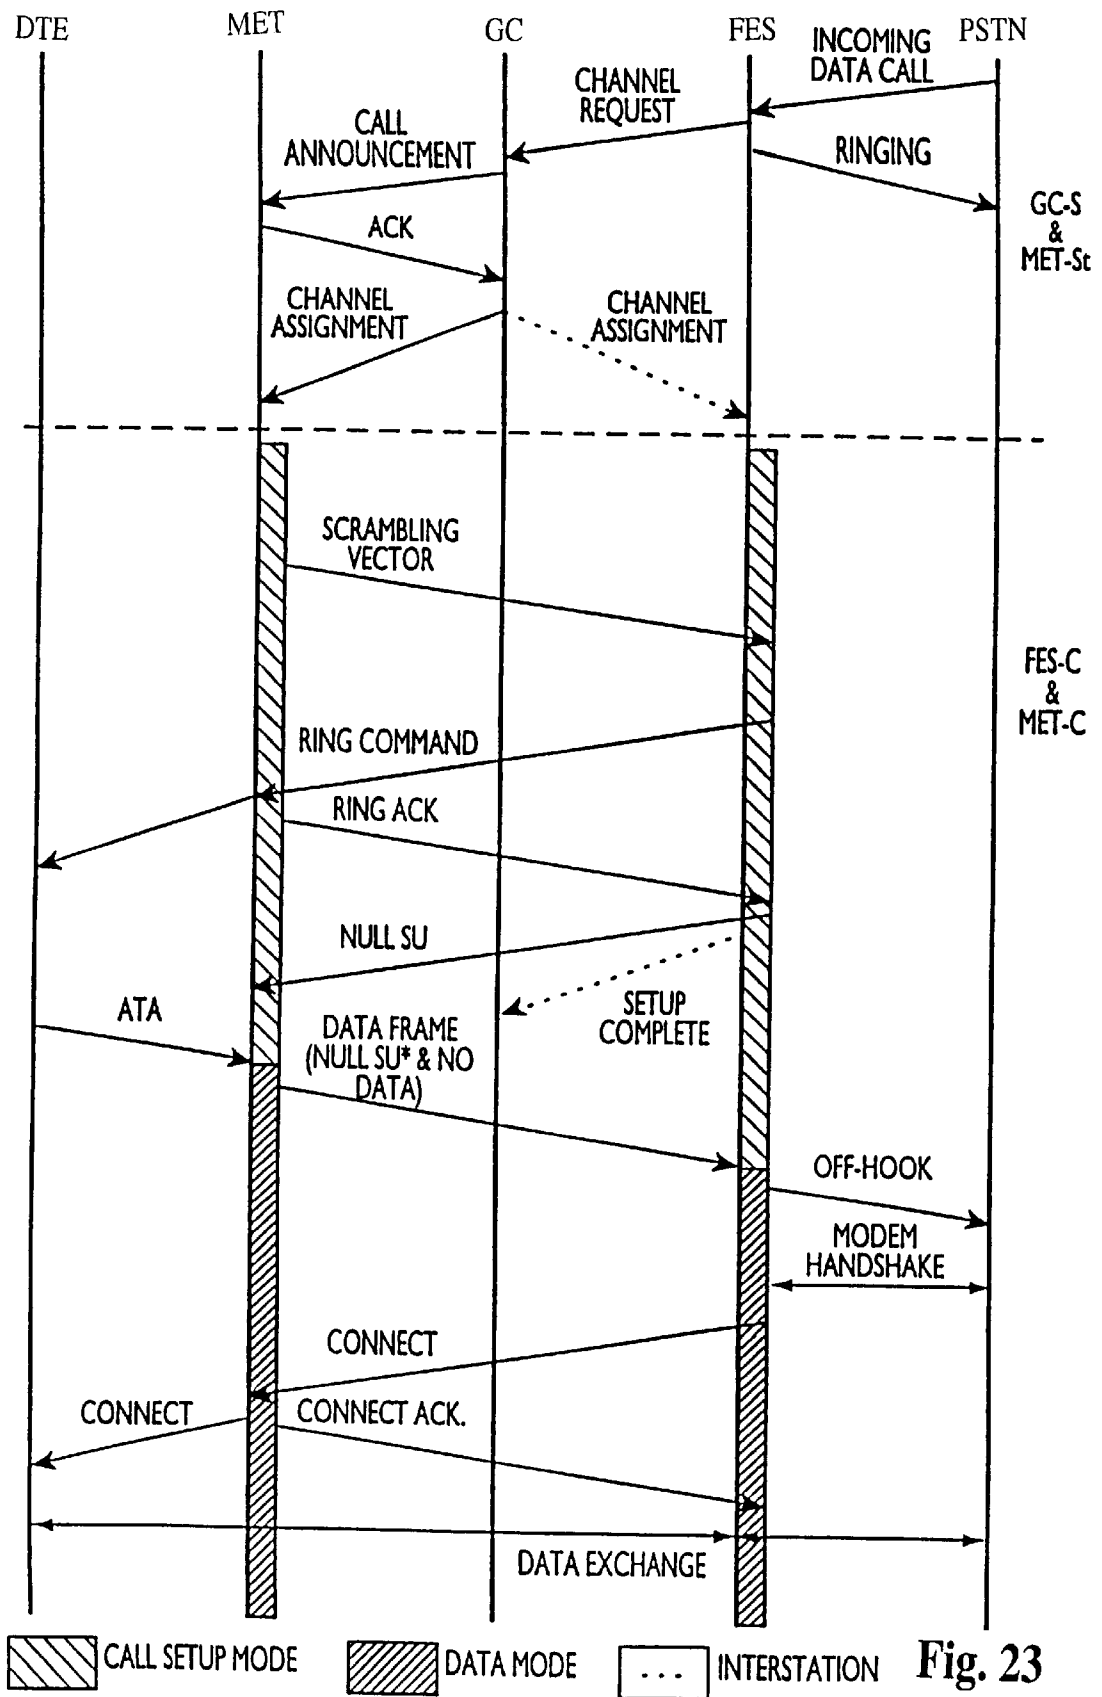 DTE
MET
GC
FES
PSTN
INCOMING
DATA CALL
CHANNEL
REQUEST
CALL
ANNOUNCEMENT
RINGING
GC-S
&
MET-St
ACK
CHANNEL
ASSIGNMENT
CHANNEL
ASSIGNMENT
SCRAMBLING
VECTOR
FES-C
&
MET-C
RING COMMAND
RING ACK
NULL SU
ATA
SETUP
COMPLETE
DATA FRAME
(NULL SU* & NO
DATA)
OFF-HOOK
MODEM
HANDSHAKE
CONNECT
CONNECT
CONNECT ACK.
DATA EXCHANGE
CALL SETUP MODE
DATA MODE
... INTERSTATION
Fig. 23